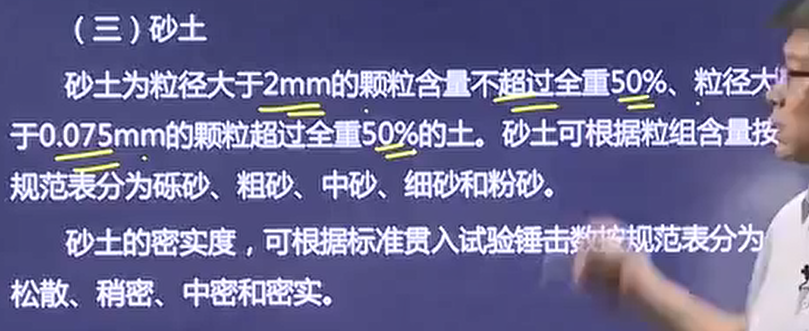 （三）砂土
砂土为粒径大于2mm的颗粒含量不超过全重50%、粒径大
于0.075mm的颗粒超过全重50%的土。砂土可根据粒组含量按
规范表分为砾砂、粗砂、中砂、细砂和粉砂。
砂土的密实度，可根据标准贯入试验锤击数按规范表分为
松散、稍密、中密和密实。